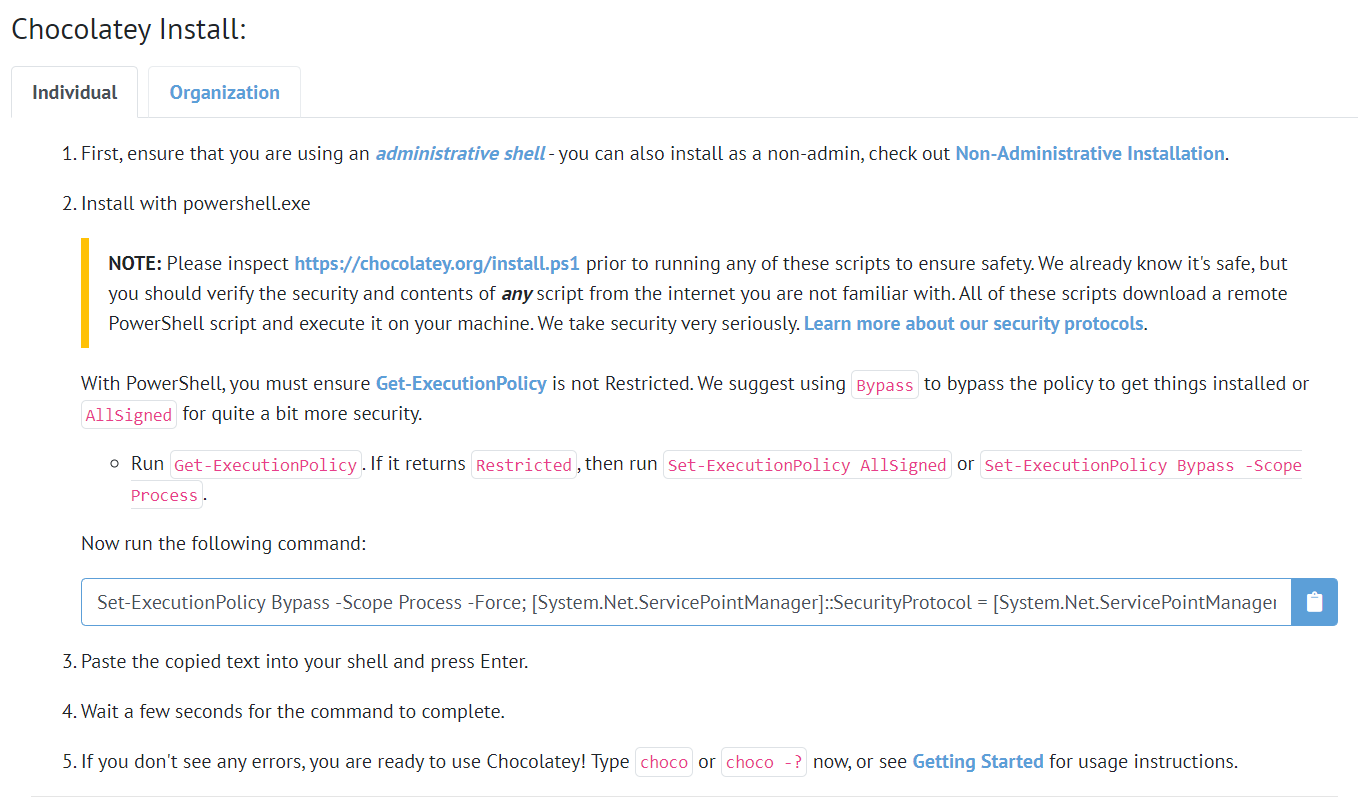 Chocolatey Install:
Individual
Organization
1. First, ensure that you are using an administrative shell - you can also install as a non-admin, check out Non-Administrative Installation.
2. Install with powershell.exe
NOTE: Please inspect https://chocolatey.org/install.ps1 prior to running any of these scripts to ensure safety. We already know it's safe, but
you should verify the security and contents of any script from the internet you are not familiar with. All of these scripts download a remote
PowerShell script and execute it on your machine. We take security very seriously. Learn more about our security protocols.
With PowerShell, you must ensure Get-ExecutionPolicy is not Restricted. We suggest using Bypass to bypass the policy to get things installed or
AllSigned for quite a bit more security.
Run Get-ExecutionPolicy. If it returns Restricted, then run Set-ExecutionPolicy AllSigned or Set-ExecutionPolicy Bypass -Scope
Process.
Now run the following command:
Set-ExecutionPolicy Bypass -Scope Process -Force; [System.Net.ServicePointManager]::SecurityProtocol = [System.Net.ServicePointManager
3. Paste the copied text into your shell and press Enter.
4. Wait a few seconds for the command to complete.
5. If you don't see any errors, you are ready to use Chocolatey! Type choco or choco -? now, or see Getting Started for usage instructions.